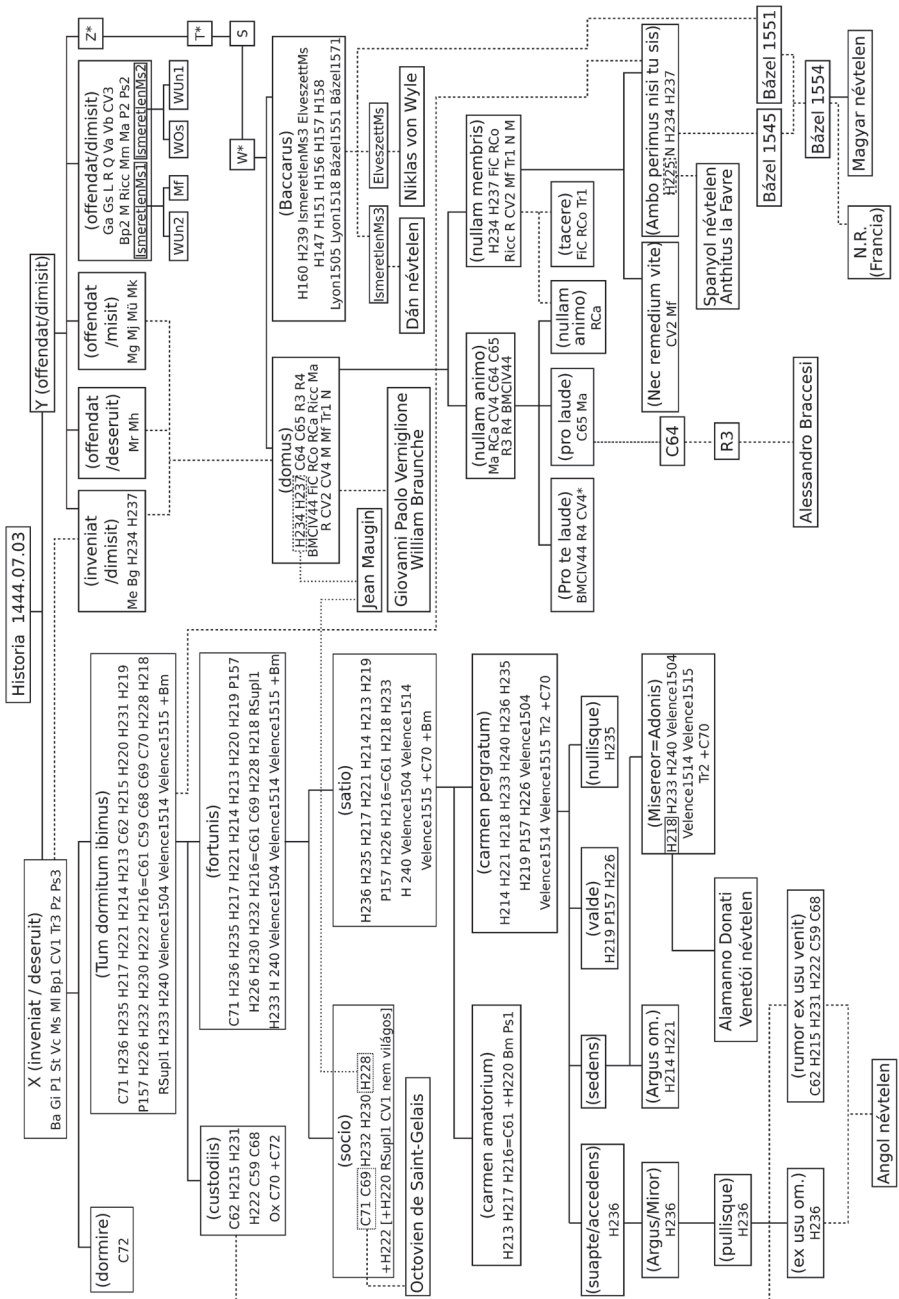 Historia 1444.07.03
X (inveniat / deseruit)
Ba Gi P1 St Vc Ms Ml Bp1 CV1 Tr3 Pz Ps3
Y (offendat/dimisit)
(dormire)
C72
(Tum dormitum ibimus)
C71 H236 H235 H217 H221 H214 H213 C62 H215 H220 H231 H219
P157 H226 H232 H230 H222 H216=C61 C59 C68 C69 C70 H228 H218
RSupl1 H233 H240 Velence1504 Velence1514 Velence1515 +Bm
(inveniat
/dimisit)
Me Bg H234 H237
(offendat
/deseruit)
Mr Mh
(offendat
/misit)
Mg Mj Mü Mk
(offendat/dimisit)
Ga Gs L R Q Va Vb CV3
Bp2 M Ricc Mm Ma P2 Ps2
IsmeretlenMs1 IsmeretlenMs2
WUn2
Mf
WOs
WUn1
Z*
T*
S
W*
(custodiis)
C62 H215 H231
H222 C59 C68
Ox C70 +C72
(fortunis)
C71 H236 H235 H217 H221 H214 H213 H220 H219 P157
H226 H230 H232 H216=C61 C69 H228 H218 RSupl1
H233 H 240 Velence1504 Velence1514 Velence1515 +Bm
(domus)
H234 H237 C64 C65 R3 R4
BMCIV44 FiC RCo RCa Ricc Ma
R CV2 CV4 M Mf Tr1 N
(Baccarus)
H160 H239 IsmeretlenMs3 ElveszettMs
H147 H151 H156 H157 H158
Lyon1505 Lyon1518 Bázel1551 Bázel1571
(socio)
C71 C69 H232 H230 H228
+H222 [+H220 RSupl1 CV1 nem világos]
(satio)
H236 H235 H217 H221 H214 H213 H219
P157 H226 H216=C61 H218 H233
H 240 Velence1504 Velence1514
Velence1515 +C70 +Bm
Jean Maugin
Giovanni Paolo Verniglione
William Braunche
IsmeretlenMs3
ElveszettMs
Dán névtelen
Niklas von Wyle
Octovien de Saint-Gelais
(carmen amatorium)
H213 H217 H216=C61 +H220 Bm Ps1
(carmen pergratum)
H214 H221 H218 H233 H240 H236 H235
H219 P157 H226 Velence1504
Velence1514 Velence1515 Tr2 +C70
(nullam animo)
Ma RCa CV4 C64 C65
R3 R4 BMCIV44
(nullam membris)
H234 H237 FiC RCo
Ricc R CV2 Mf Tr1 N M
(Pro te laude)
BMCIV44 R4 CV4*
(pro laude)
C65 Ma
(nullam
animo)
RCa
(tacere)
FiC RCo Tr1
(suapte/accedens)
H236
(sedens)
(valde)
H219 P157 H226
(nullisque)
H235
(Argus/Miror)
H236
(Argus om.)
H214 H221
(Misereor=Adonis)
H218 H233 H240 Velence1504
Velence1514 Velence1515
Tr2 +C70
C64
(Nec remedium vite)
CV2 Mf
(Ambo perimus nisi tu sis)
H225 N H234 H237
(pullisque)
H236
Alamanno Donati
Venetói névtelen
R3
Spanyol névtelen
Anthitus la Favre
Bázel 1545
Bázel 1551
(ex usu om.)
H236
(rumor ex usu venit)
C62 H215 H231 H222 C59 C68
Alessandro Braccesi
Bázel 1554
Angol névtelen
N.R.
(Francia)
Magyar névtelen